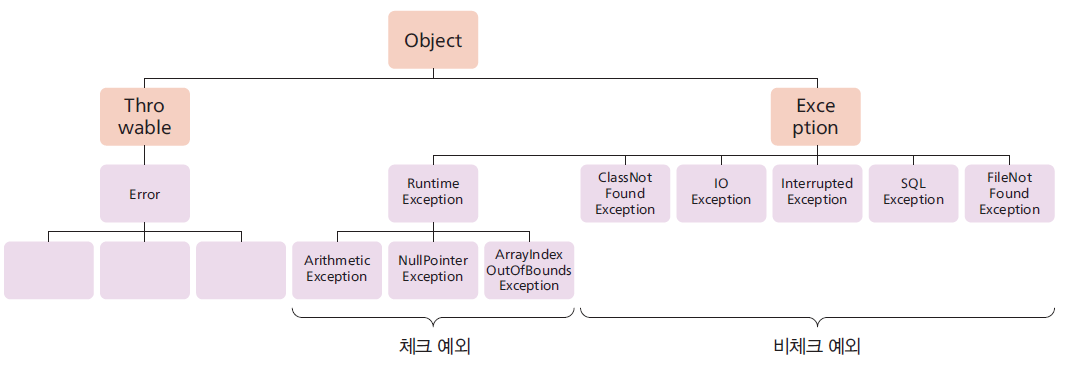 Object
Thro
wable
Exce
ption
Error
Runtime
Exception
ClassNot
Found
Exception
IO
Exception
Interrupted
Exception
SQL
Exception
FileNot
Found
Exception
Arithmetic
Exception
NullPointer
Exception
ArrayIndex
OutOfBounds
Exception
체크 예외
비체크 예외